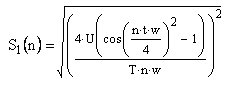 S₁(n) = √((4·U(cos(n·t·w/4)² − 1)/(T·n·w))²)